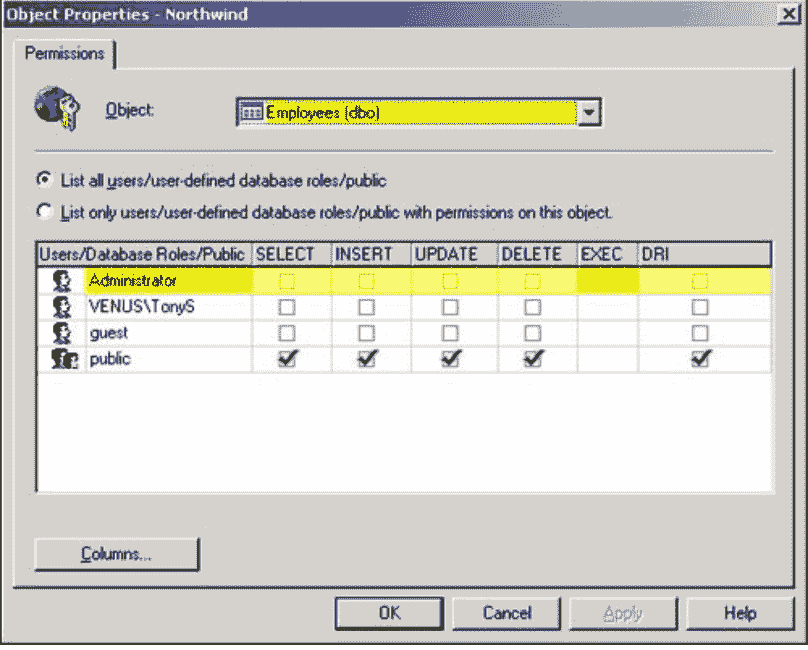 Object Properties - Northwind
Permissions
Object: Employees (dbo)
List all users/user-defined database roles/public
List only users/user-defined database roles/public with permissions on this object.
Users/Database Roles/Public SELECT INSERT UPDATE DELETE EXEC DRI
Administrator
VENUS\TonyS
guest
public
Columns...
OK Cancel Apply Help